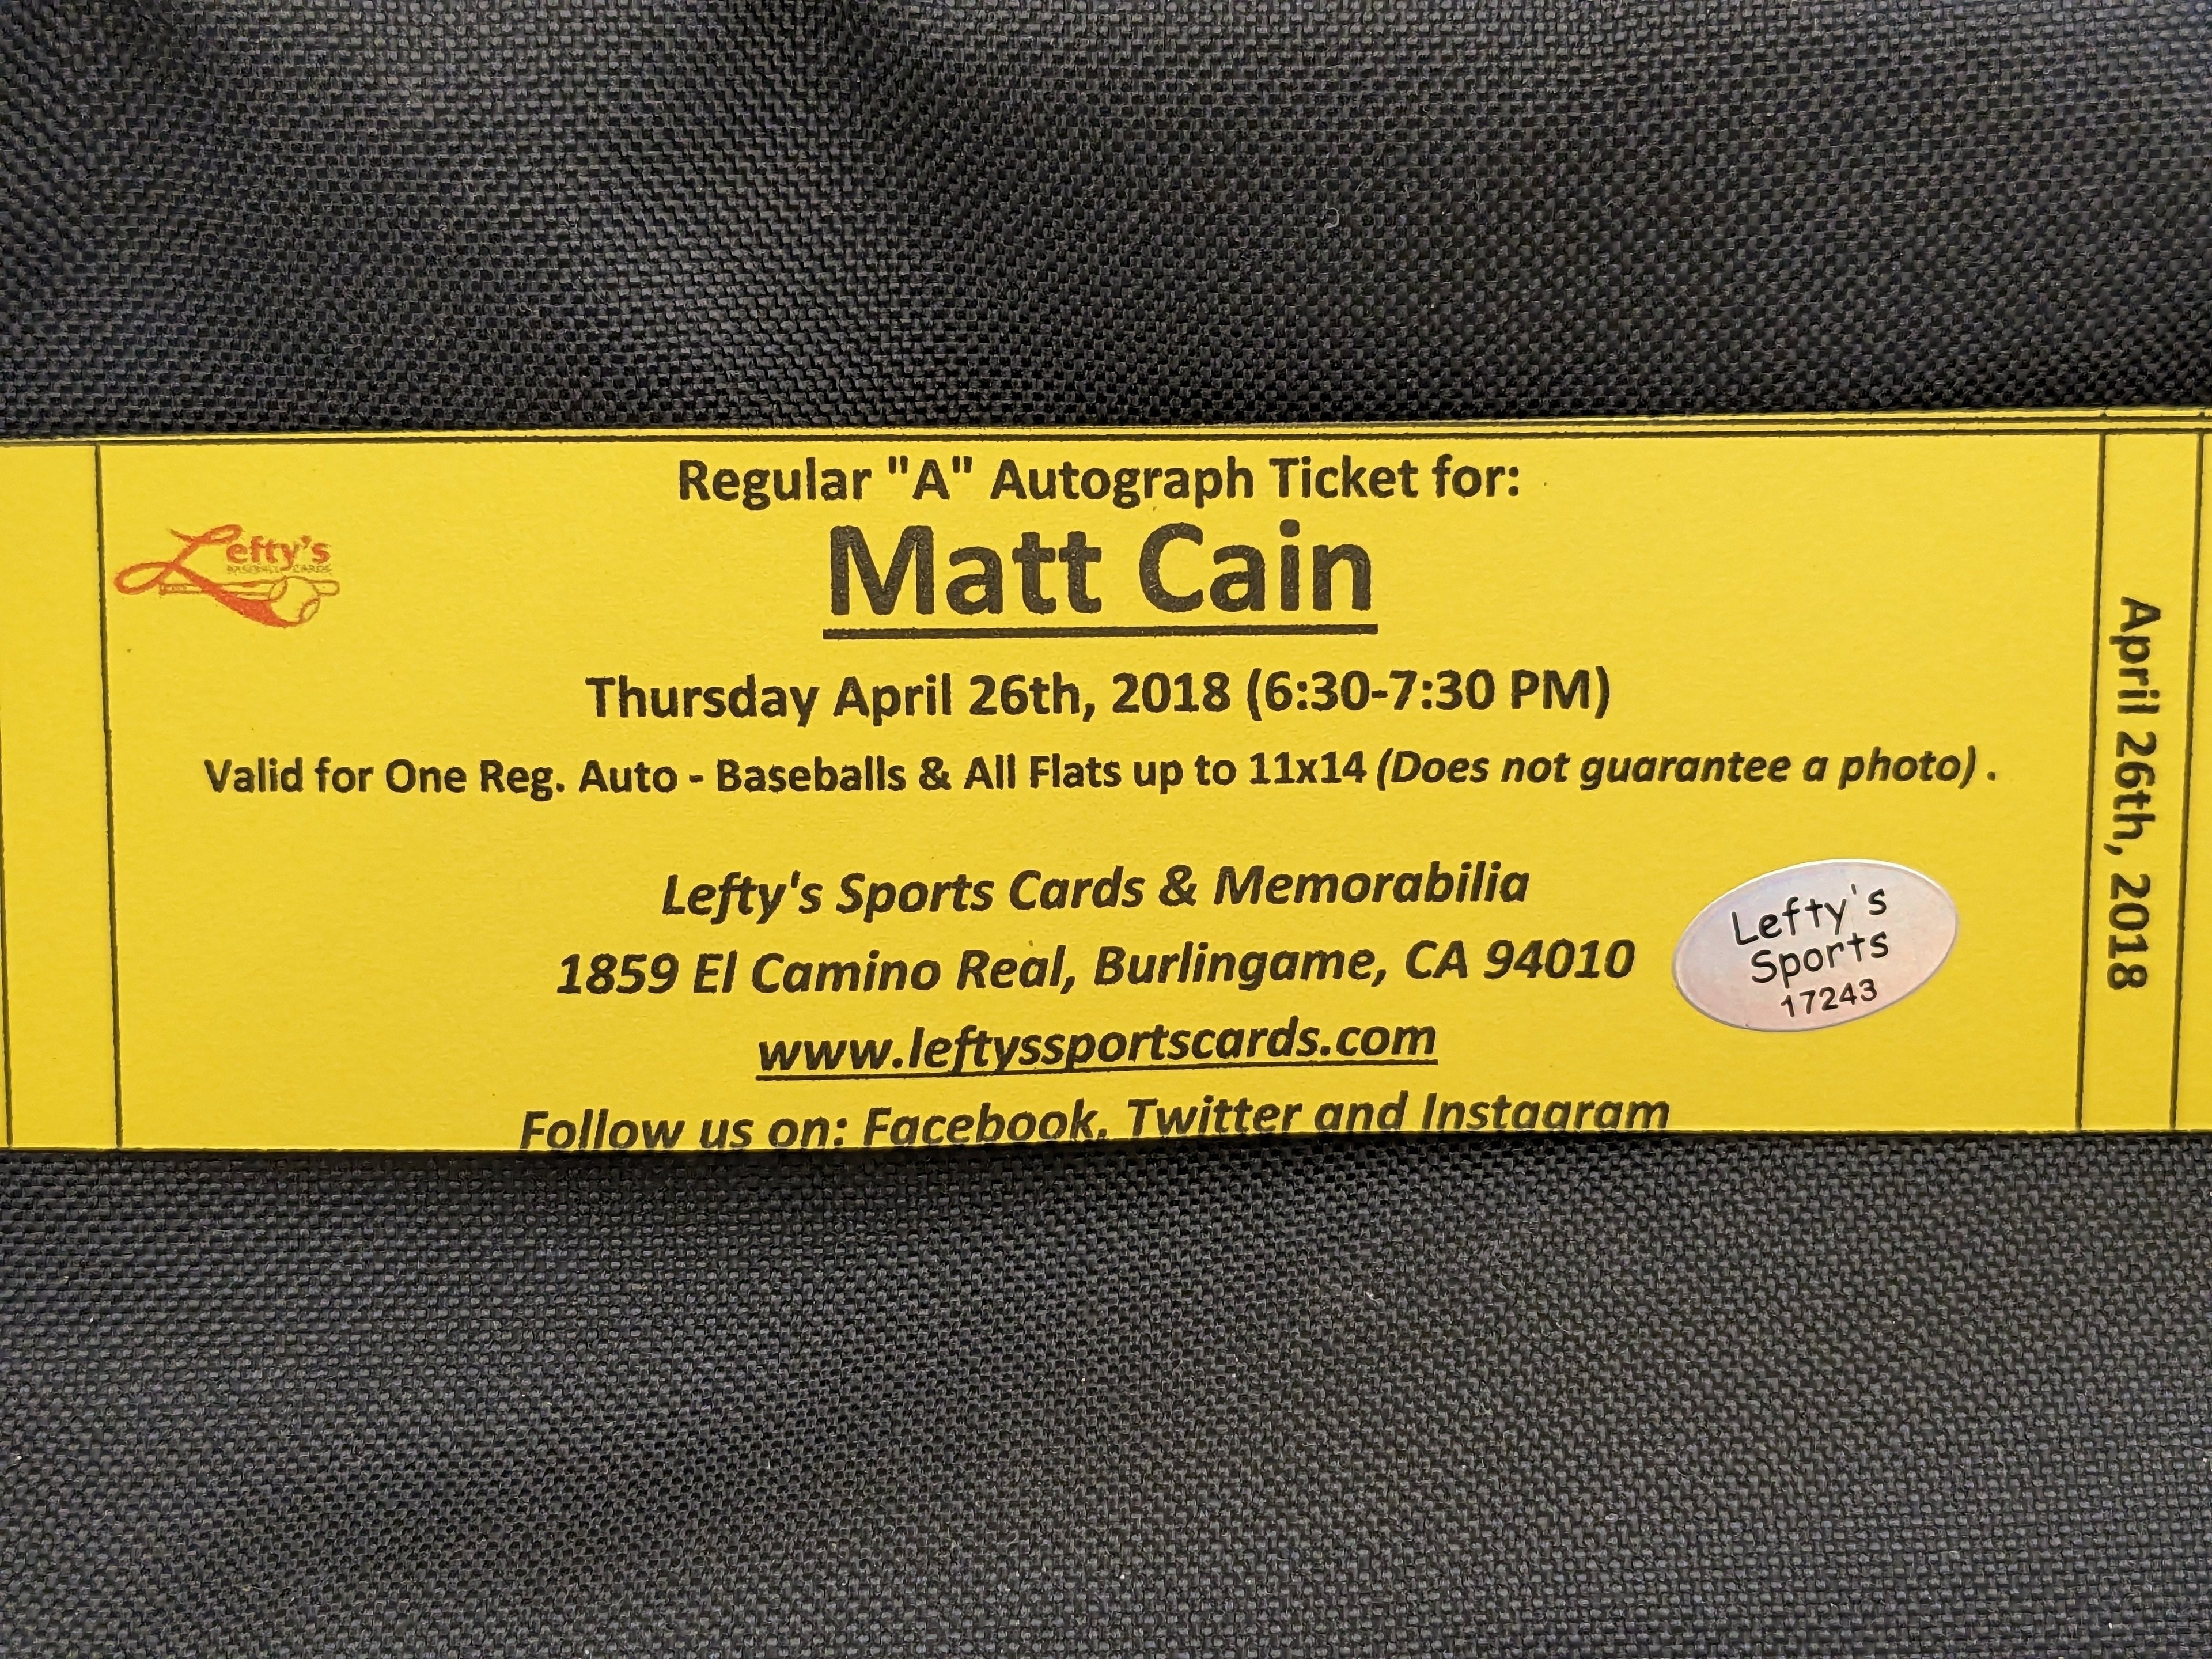 Regular "A" Autograph Ticket for:
Lefty's
BASEBALL CARDS
Matt Cain
Thursday April 26th, 2018 (6:30-7:30 PM)
Valid for One Reg. Auto - Baseballs & All Flats up to 11x14 (Does not guarantee a photo) .
Lefty's Sports Cards & Memorabilia
1859 El Camino Real, Burlingame, CA 94010
www.leftyssportscards.com
Follow us on: Facebook, Twitter and Instagram
Lefty's
Sports
17243
April 26th, 2018